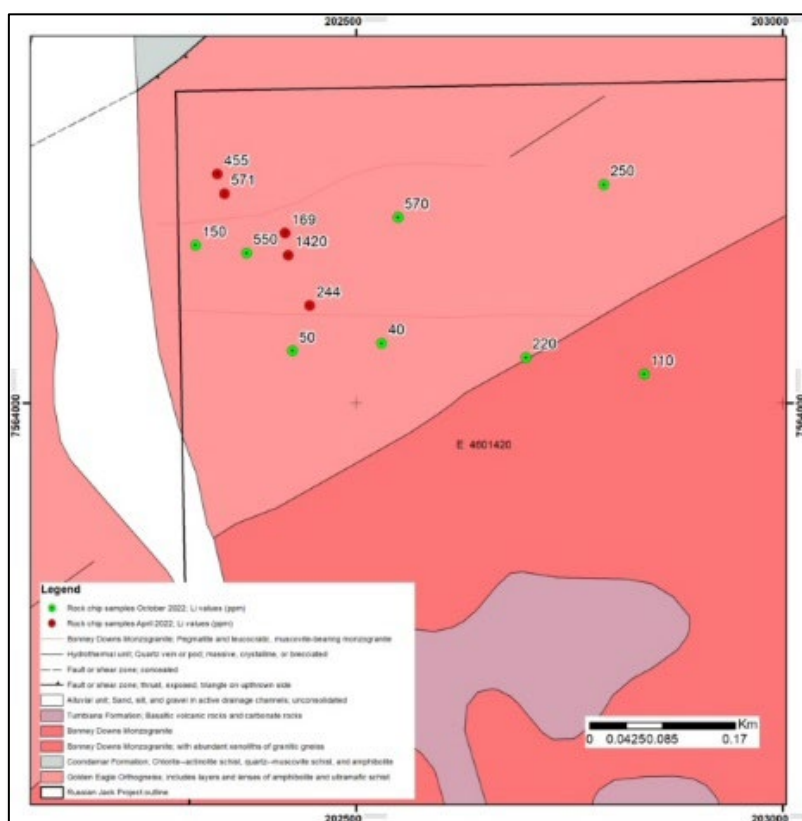 202500
203000
455
571
250
570
169
150
550
1420
244
50
40
220
110
7564000
7564000
E 4601420
Legend
Rock chip samples October 2022; Li values (ppm)
Rock chip samples April 2022; Li values (ppm)
Bonney Downs Monzogranite; Pegmatite and leucocratic, muscovite-bearing monzogranite
Hydrothermal unit; Quartz vein or pod; massive, crystalline, or brecciated
Fault or shear zone; concealed
Fault or shear zone, thrust, exposed, triangle on upthrown side
Alluvial unit; Sand, silt, and gravel in active drainage channels; unconsolidated
Tumbiana Formation; Basaltic volcanic rocks and carbonate rocks
Bonney Downs Monzogranite
Bonney Downs Monzogranite; with abundant xenoliths of granitic gneiss
Coondamar Formation; Chlorite–actinolite schist, quartz–muscovite schist, and amphibolite
Golden Eagle Orthogneiss; includes layers and lenses of amphibolite and ultramafic schist
Russian Jack Project outline
Km
0 0.0425 0.085 0.17
202500
203000